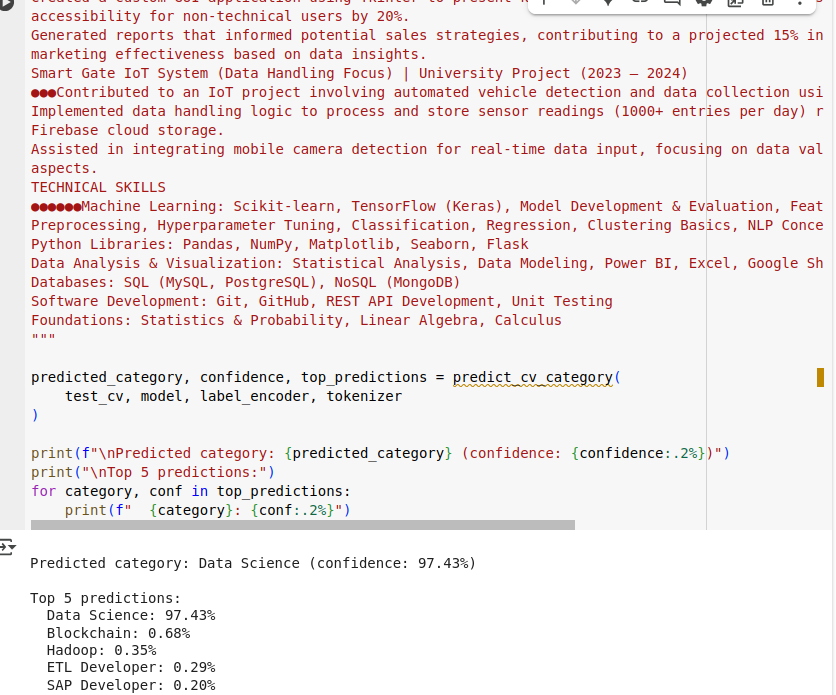 accessibility for non-technical users by 20%.
Generated reports that informed potential sales strategies, contributing to a projected 15% in
marketing effectiveness based on data insights.
Smart Gate IoT System (Data Handling Focus) | University Project (2023 – 2024)
●●●Contributed to an IoT project involving automated vehicle detection and data collection usi
Implemented data handling logic to process and store sensor readings (1000+ entries per day) r
Firebase cloud storage.
Assisted in integrating mobile camera detection for real-time data input, focusing on data val
aspects.
TECHNICAL SKILLS
●●●●●●Machine Learning: Scikit-learn, TensorFlow (Keras), Model Development & Evaluation, Feat
Preprocessing, Hyperparameter Tuning, Classification, Regression, Clustering Basics, NLP Conce
Python Libraries: Pandas, NumPy, Matplotlib, Seaborn, Flask
Data Analysis & Visualization: Statistical Analysis, Data Modeling, Power BI, Excel, Google Sh
Databases: SQL (MySQL, PostgreSQL), NoSQL (MongoDB)
Software Development: Git, GitHub, REST API Development, Unit Testing
Foundations: Statistics & Probability, Linear Algebra, Calculus
"""
predicted_category, confidence, top_predictions = predict_cv_category(
    test_cv, model, label_encoder, tokenizer
)
print(f"\nPredicted category: {predicted_category} (confidence: {confidence:.2%})")
print("\nTop 5 predictions:")
for category, conf in top_predictions:
    print(f"  {category}: {conf:.2%}")
Predicted category: Data Science (confidence: 97.43%)
Top 5 predictions:
  Data Science: 97.43%
  Blockchain: 0.68%
  Hadoop: 0.35%
  ETL Developer: 0.29%
  SAP Developer: 0.20%